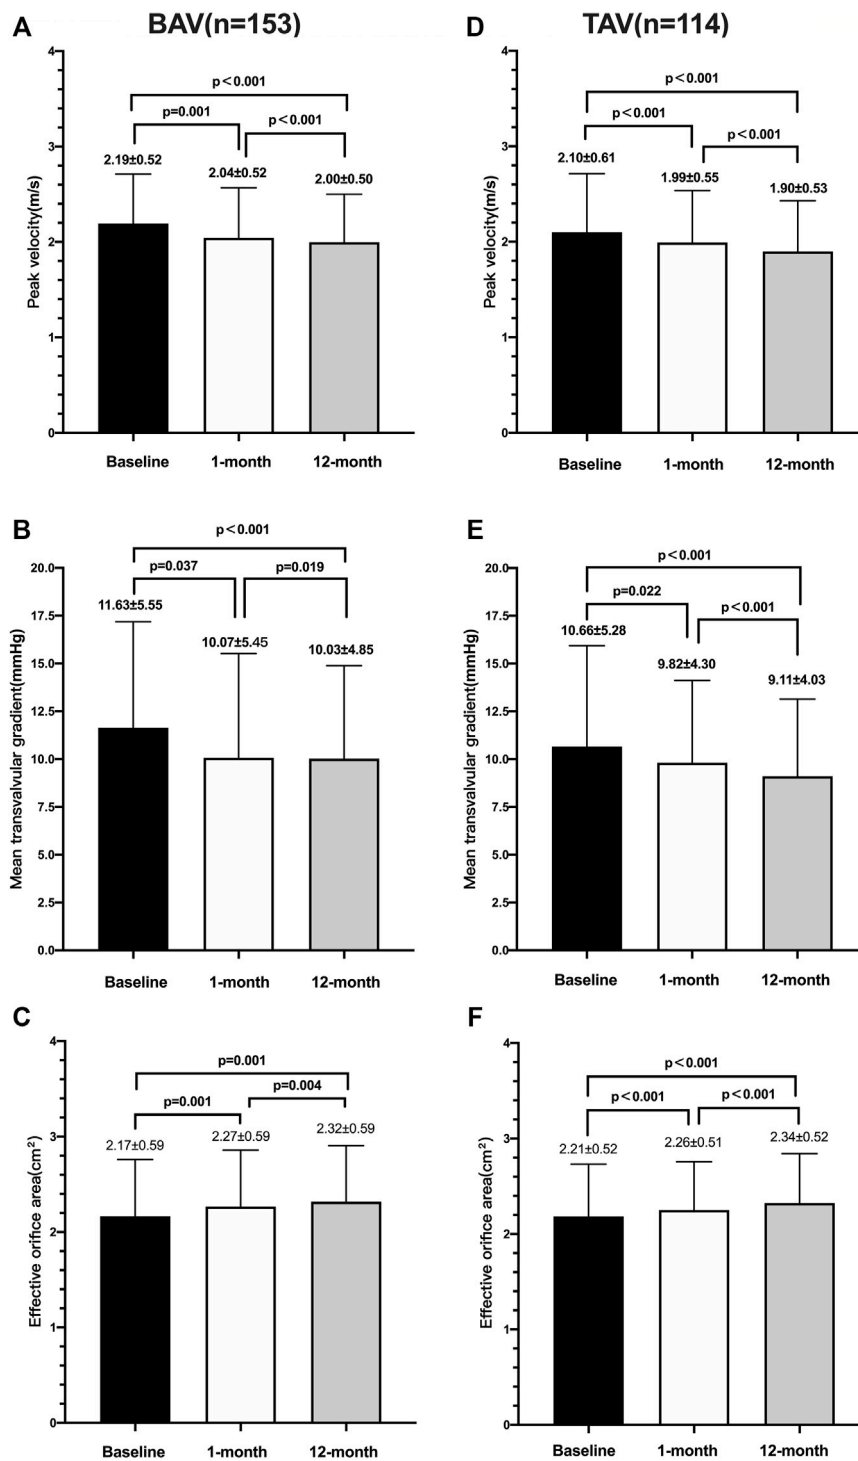 A BAV(n=153)
4
p<0.001
p=0.001
p<0.001
3
2.19±0.52
2.04±0.52
2.00±0.50
2
1
0
Peak velocity(m/s)
Baseline 1-month 12-month
D TAV(n=114)
4
p<0.001
p<0.001
p<0.001
3
2.10±0.61
1.99±0.55
1.90±0.53
2
1
0
Peak velocity(m/s)
Baseline 1-month 12-month
B
p<0.001
20.0
p=0.037
p=0.019
17.5
11.63±5.55
10.07±5.45
10.03±4.85
15.0
12.5
10.0
7.5
5.0
2.5
0.0
Mean transvalvular gradient(mmHg)
Baseline 1-month 12-month
E
p<0.001
20.0
p=0.022
p<0.001
17.5
10.66±5.28
9.82±4.30
9.11±4.03
15.0
12.5
10.0
7.5
5.0
2.5
0.0
Mean transvalvular gradient(mmHg)
Baseline 1-month 12-month
C
4
p=0.001
p=0.001
p=0.004
3
2.17±0.59
2.27±0.59
2.32±0.59
2
1
0
Effective orifice area(cm²)
Baseline 1-month 12-month
F
4
p<0.001
p<0.001
p<0.001
3
2.21±0.52
2.26±0.51
2.34±0.52
2
1
0
Effective orifice area(cm²)
Baseline 1-month 12-month